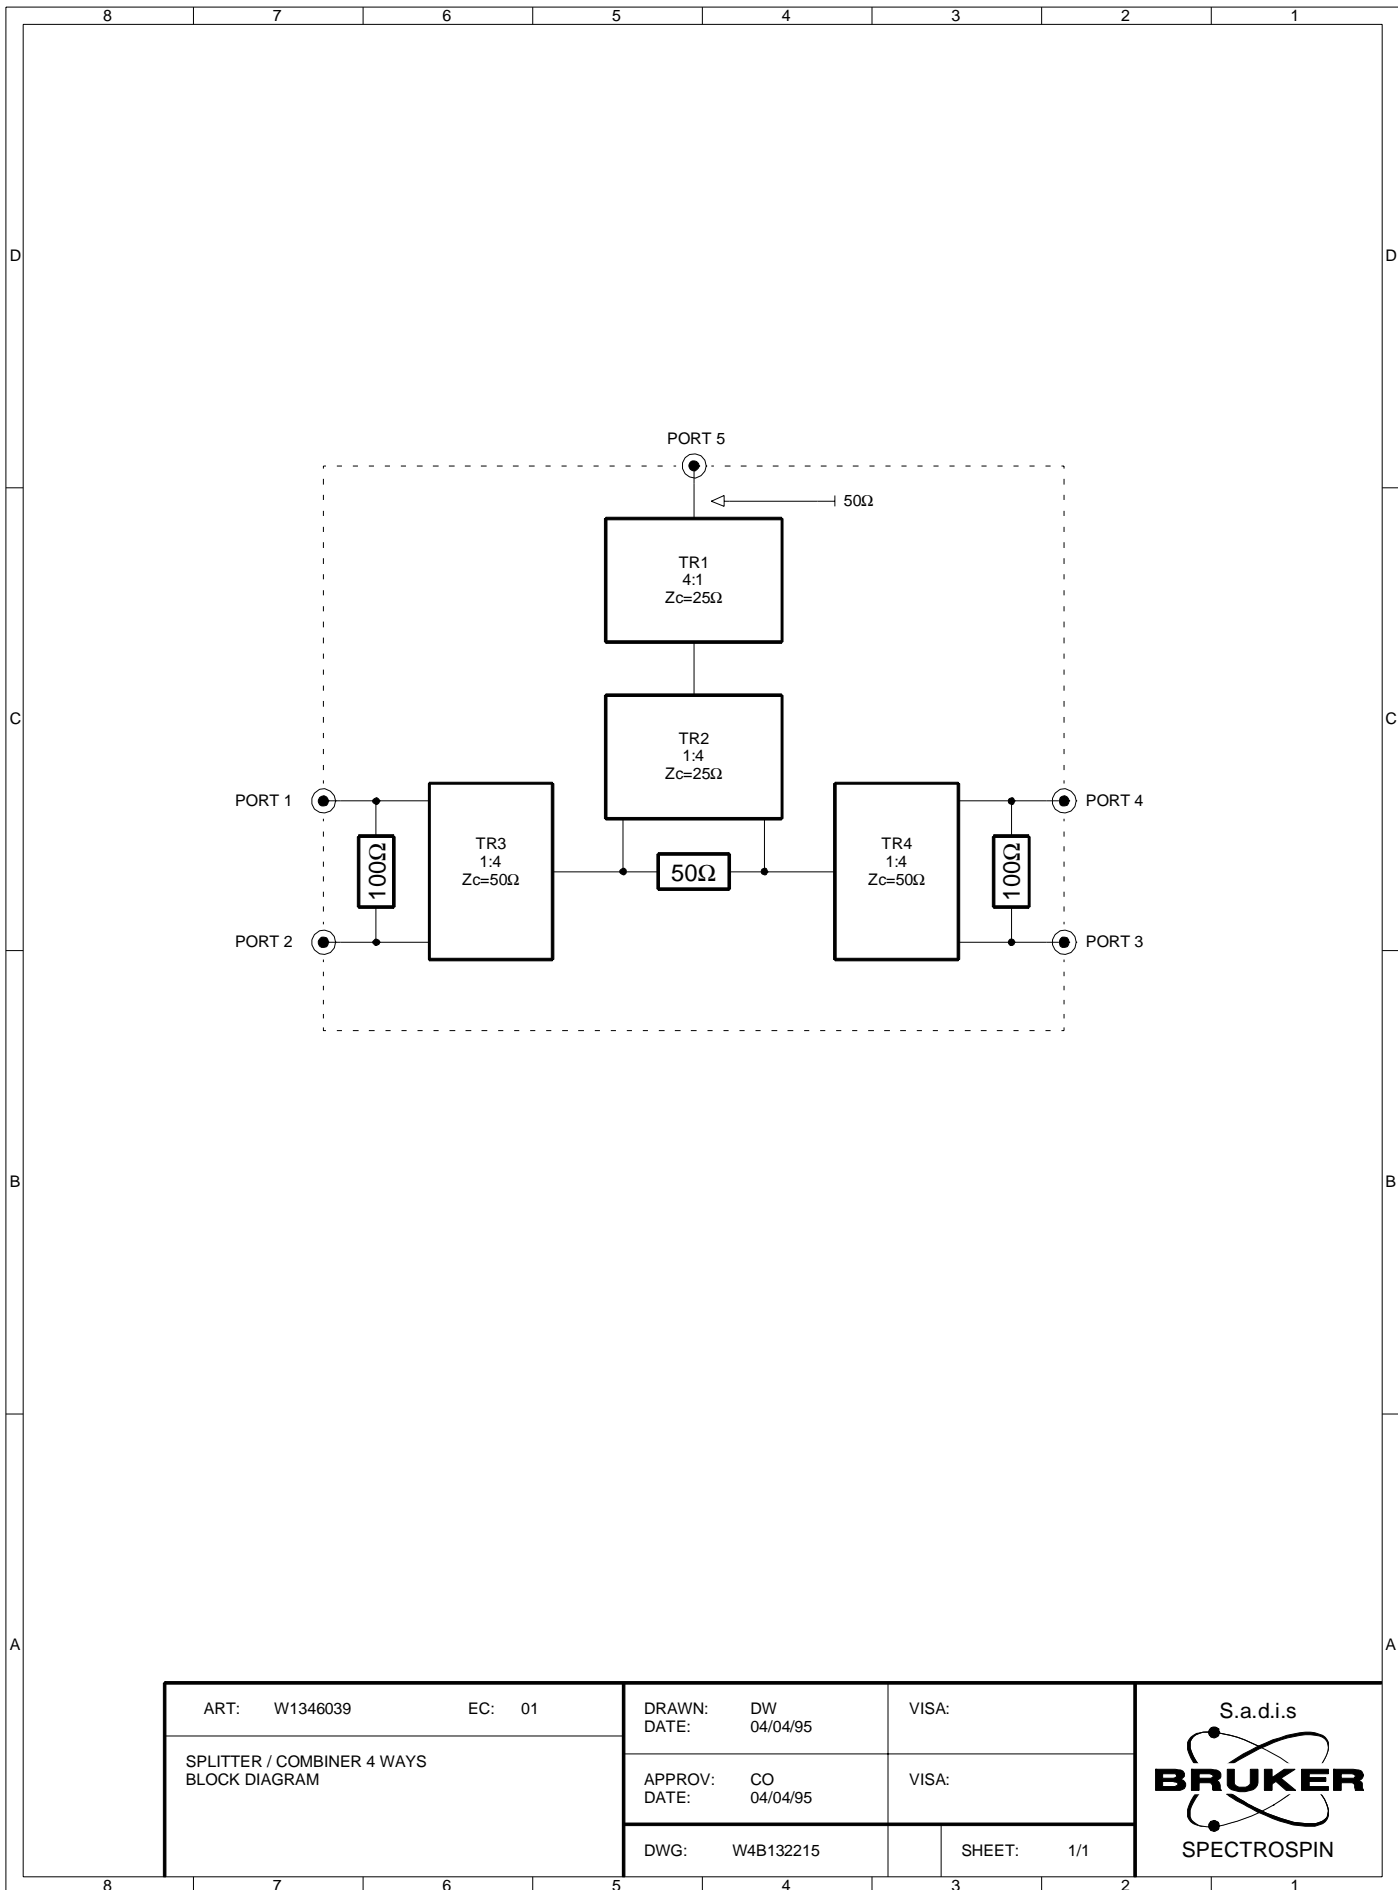 8 7 6 5 4 3 2 1
D D
PORT 5
50Ω
TR1
4:1
Zc=25Ω
C C
TR2
1:4
Zc=25Ω
PORT 1
PORT 4
100Ω
TR3
1:4
Zc=50Ω
50Ω
TR4
1:4
Zc=50Ω
100Ω
PORT 2
PORT 3
B B
A A
ART: W1346039 EC: 01
SPLITTER / COMBINER 4 WAYS
BLOCK DIAGRAM
DRAWN: DW
DATE: 04/04/95
VISA:
APPROV: CO
DATE: 04/04/95
VISA:
DWG: W4B132215
SHEET: 1/1
S.a.d.i.s
BRUKER
SPECTROSPIN
8 7 6 5 4 3 2 1